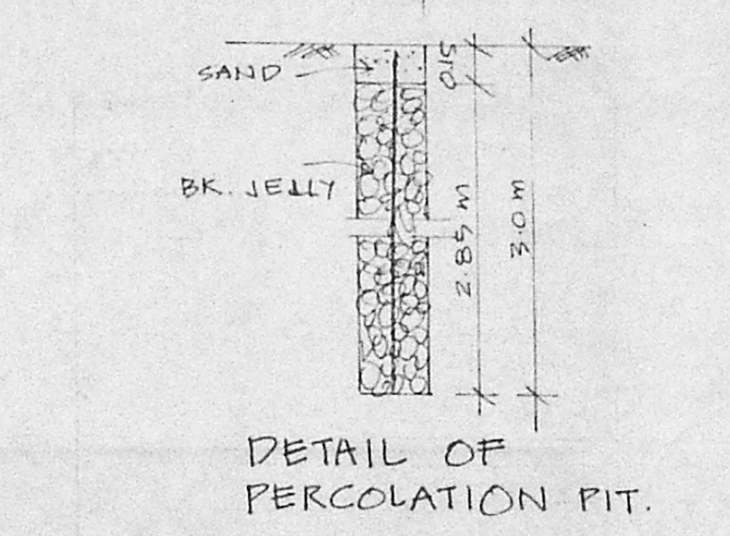 SAND
0.15
BK. JELLY
2.85 M
3.0 M
DETAIL OF
PERCOLATION PIT.